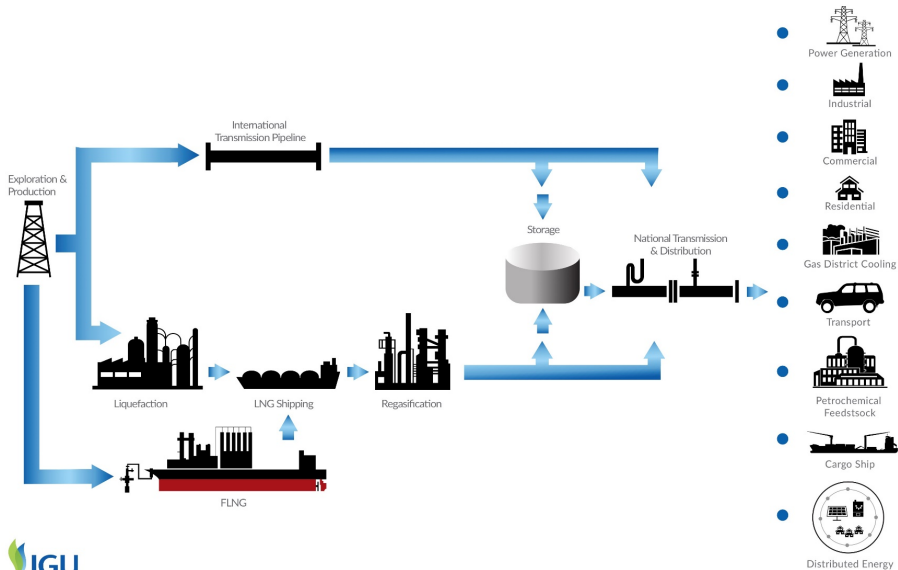 Power Generation
Industrial
International
Transmission Pipeline
Commercial
Exploration &
Production
Residential
Storage
National Transmission
& Distribution
Gas District Cooling
Transport
Liquefaction
LNG Shipping
Regasification
Petrochemical
Feedstsock
Cargo Ship
FLNG
IGU
Distributed Energy